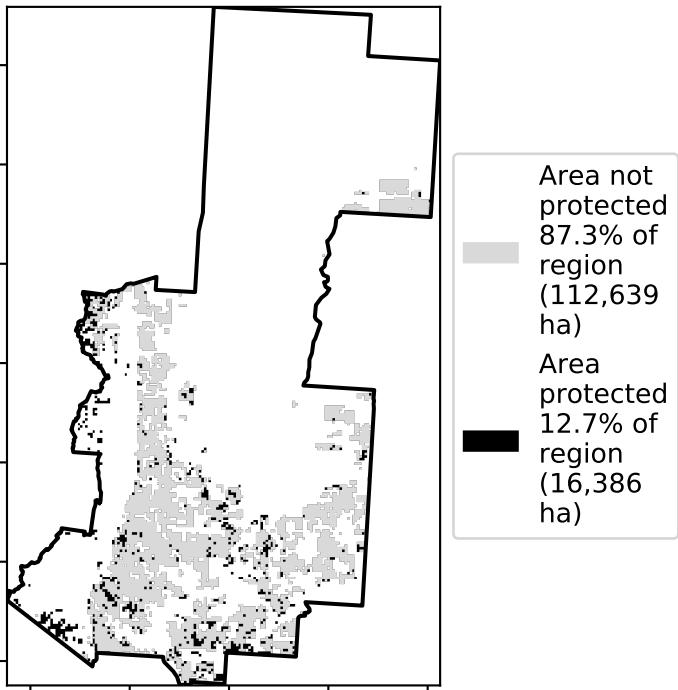 Area not
protected
87.3% of
region
(112,639
ha)
Area
protected
12.7% of
region
(16,386
ha)